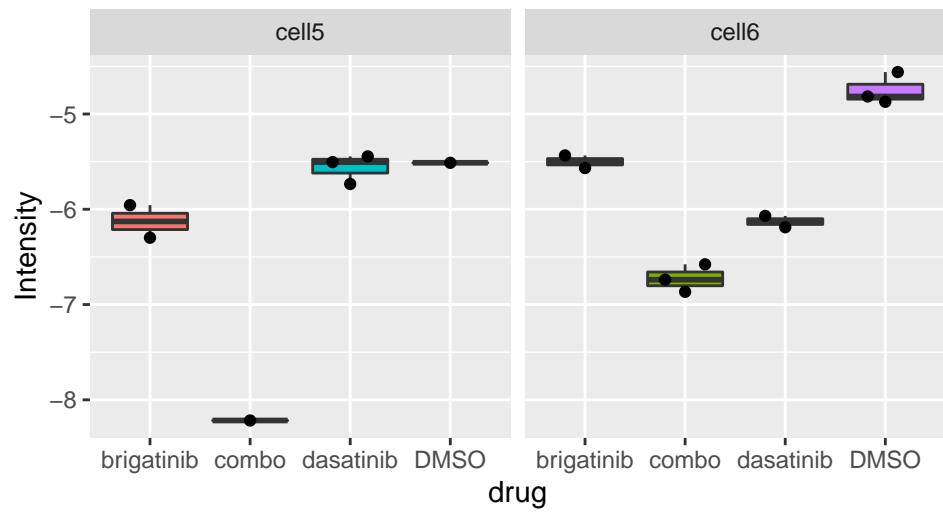 cell5 cell6
Intensity
−5
−6
−7
−8
brigatinib combo dasatinib DMSO brigatinib combo dasatinib DMSO
drug